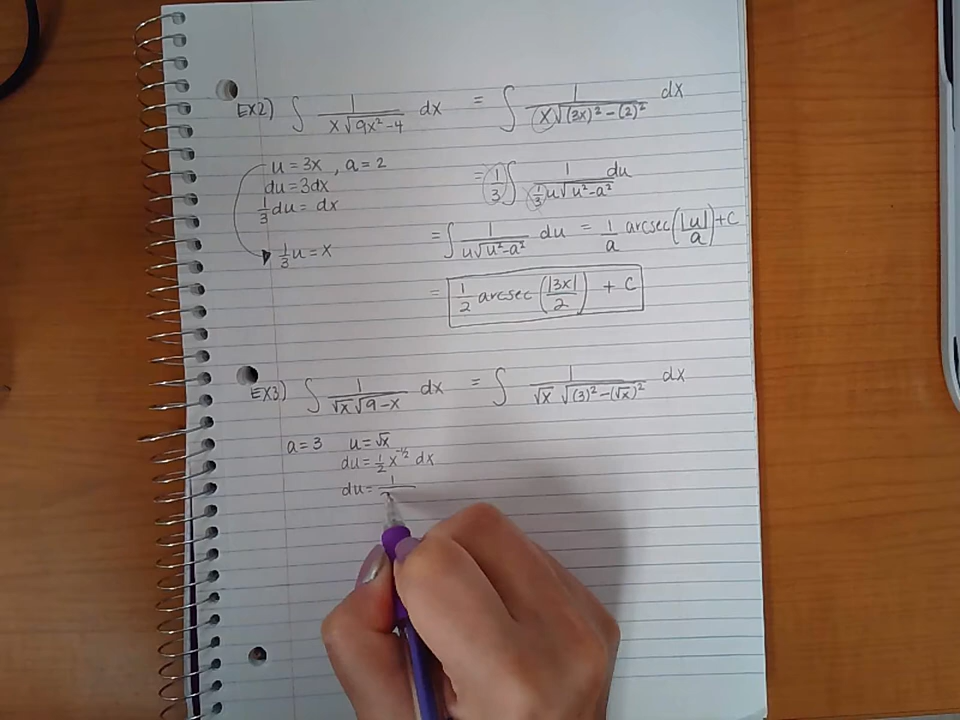 EX2) ∫ 1/(x√(9x²-4)) dx = ∫ 1/(x√((3x)²-(2)²)) dx
u = 3x , a = 2
du = 3dx
= 1/3 ∫ 1/(1/3 u√(u²-a²)) du
1/3 du = dx
= ∫ 1/(u√(u²-a²)) du = 1/a arcsec(|u|/a) + C
1/3 u = x
= 1/2 arcsec(|3x|/2) + C
EX3) ∫ 1/(√x √(9-x)) dx = ∫ 1/(√x √((3)²-(√x)²)) dx
a = 3 u = √x
du = 1/2 x^(-1/2) dx
du = 1/2